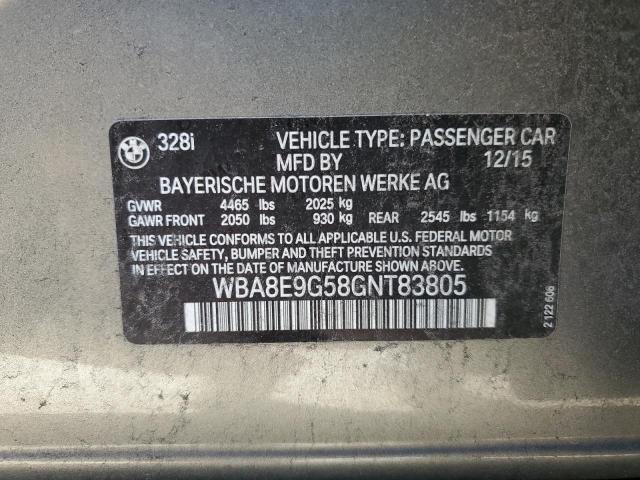 BMW
328i VEHICLE TYPE: PASSENGER CAR
MFD BY 12/15
BAYERISCHE MOTOREN WERKE AG
GVWR 4465 lbs 2025 kg
GAWR FRONT 2050 lbs 930 kg REAR 2545 lbs 1154 kg
THIS VEHICLE CONFORMS TO ALL APPLICABLE U.S. FEDERAL MOTOR
VEHICLE SAFETY, BUMPER AND THEFT PREVENTION STANDARDS
IN EFFECT ON THE DATE OF MANUFACTURE SHOWN ABOVE.
WBA8E9G58GNT83805
2 122 606